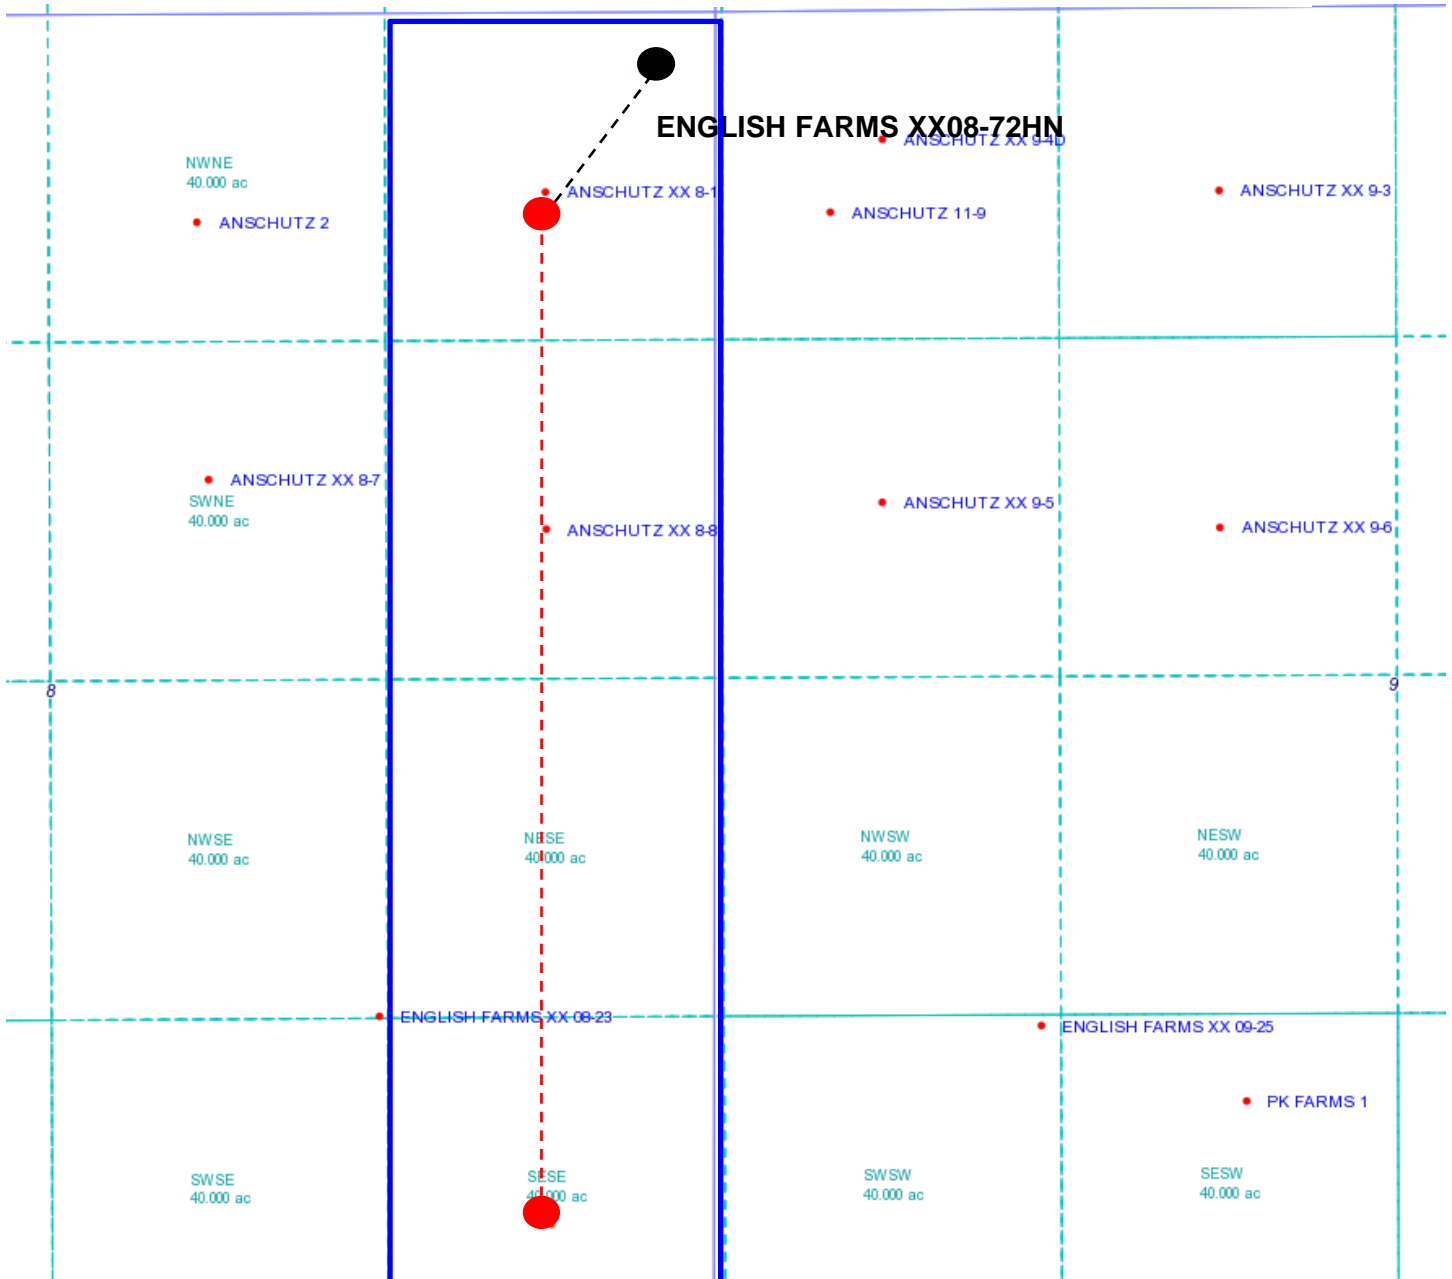 ENGLISH FARMS XX08-72HN
ANSCHUTZ XX 9-4D
NWNE
40.000 ac
ANSCHUTZ XX 8-1
ANSCHUTZ XX 9-3
ANSCHUTZ 2
ANSCHUTZ 11-9
ANSCHUTZ XX 8-7
SWNE
40.000 ac
ANSCHUTZ XX 8-8
ANSCHUTZ XX 9-5
ANSCHUTZ XX 9-6
8
9
NWSE
40.000 ac
NESE
40.000 ac
NWSW
40.000 ac
NESW
40.000 ac
ENGLISH FARMS XX 08-23
ENGLISH FARMS XX 09-25
PK FARMS 1
SWSE
40.000 ac
SESE
40.000 ac
SWSW
40.000 ac
SESW
40.000 ac